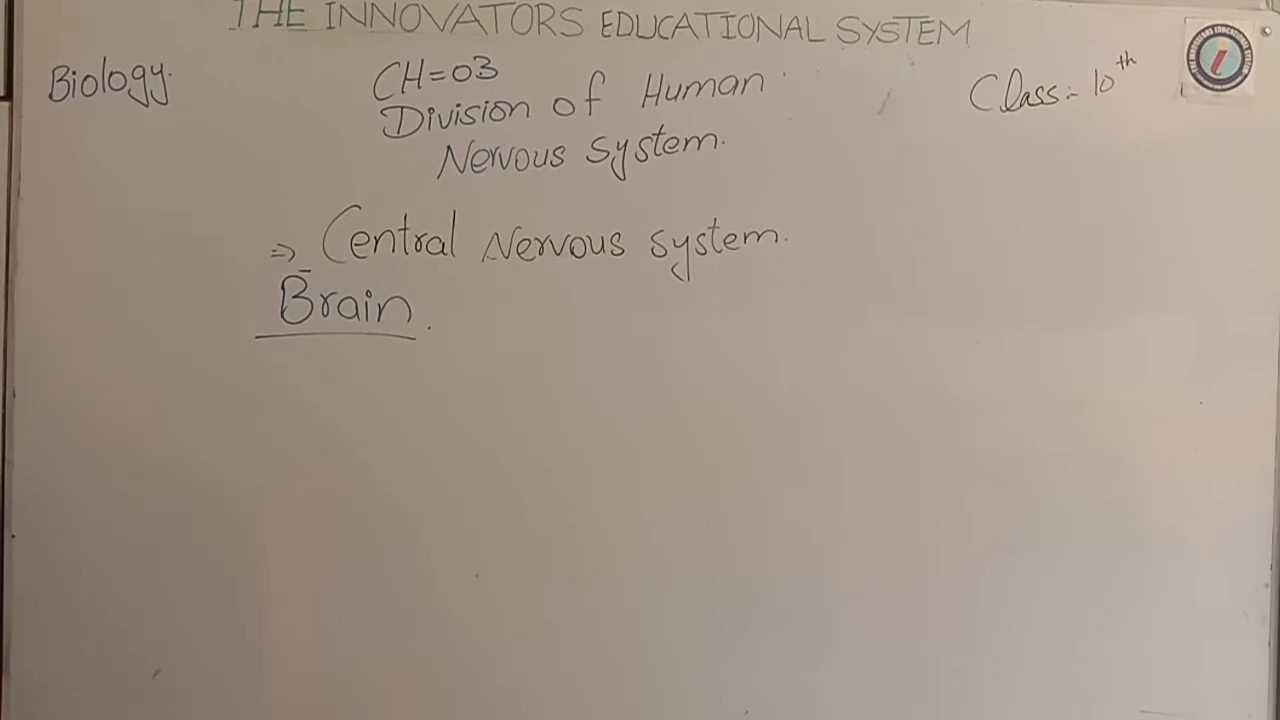 THE INNOVATORS EDUCATIONAL SYSTEM
Biology.
CH=03
Class:- 10th
Division of Human
Nervous System.
⇒ Central Nervous System.
Brain.